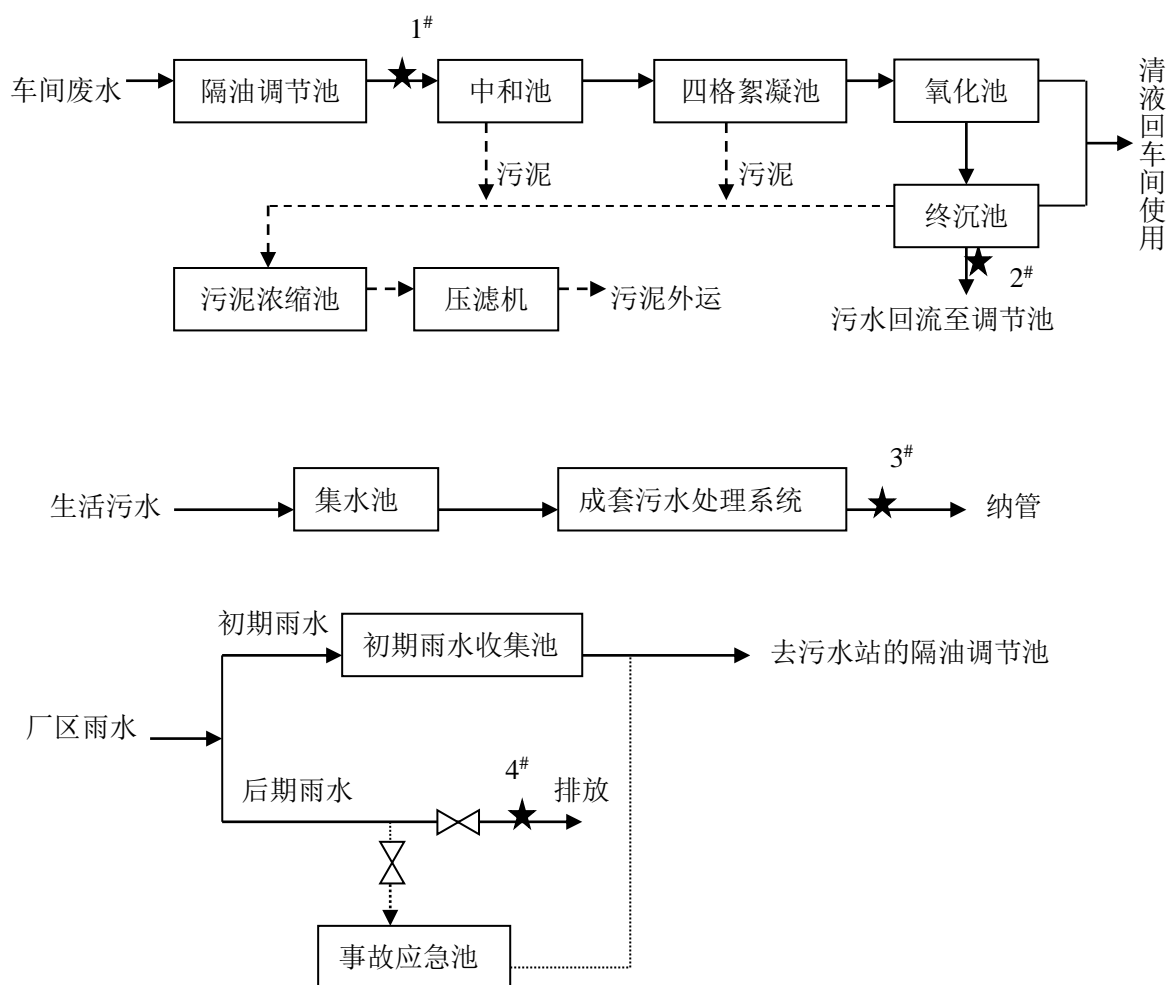 1#
车间废水
隔油调节池
中和池
四格絮凝池
氧化池
清液回车间使用
污泥
污泥
终沉池
2#
污泥浓缩池
压滤机
污泥外运
污水回流至调节池
3#
生活污水
集水池
成套污水处理系统
纳管
初期雨水
初期雨水收集池
去污水站的隔油调节池
厂区雨水
后期雨水
4#
排放
事故应急池